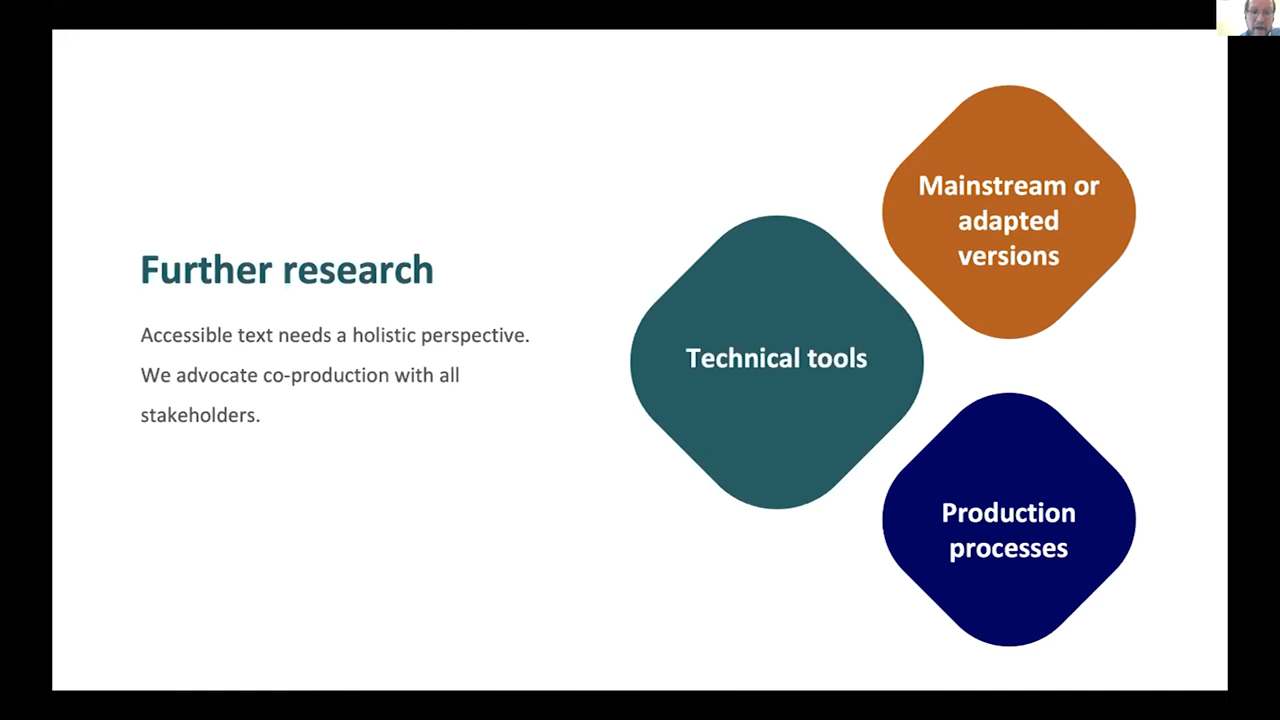 Further research
Accessible text needs a holistic perspective.
We advocate co-production with all
stakeholders.
Technical tools
Mainstream or
adapted
versions
Production
processes